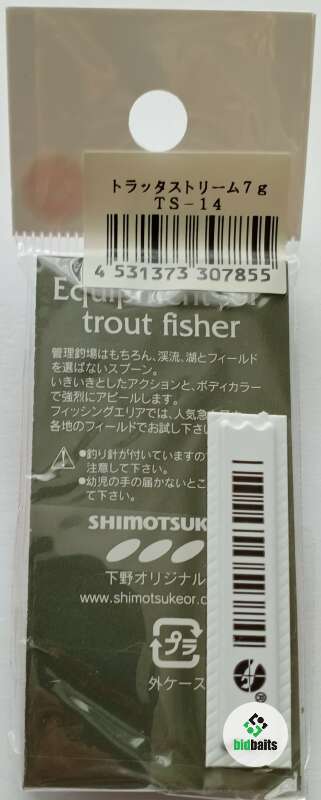 トラッタストリーム7g
TS-14
4 531373 307855
trout fisher
管理釣場はもちろん、渓流、湖とフィールド
を選ばないスプーン。
いきいきとしたアクションと、ボディカラー
で強烈にアピールします。
フィッシングエリアでは、人気急
各地のフィールドでお試し下さい
●釣り針が付いていますので
注意して下さい。
●幼児の手の届かないとこ
て下さい。
SHIMOTSUKE
下野オリジナル
www.shimotsukeor.c
プラ
外ケース
bidbaits